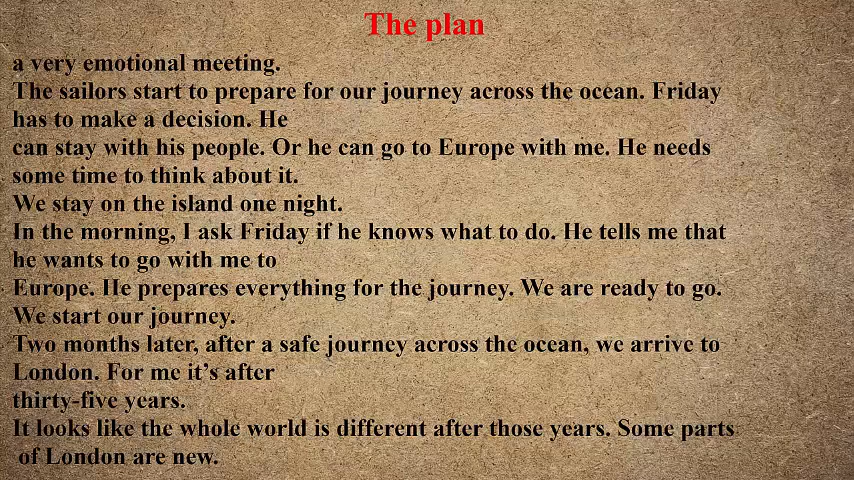 The plan
a very emotional meeting.
The sailors start to prepare for our journey across the ocean. Friday
has to make a decision. He
can stay with his people. Or he can go to Europe with me. He needs
some time to think about it.
We stay on the island one night.
In the morning, I ask Friday if he knows what to do. He tells me that
he wants to go with me to
Europe. He prepares everything for the journey. We are ready to go.
We start our journey.
Two months later, after a safe journey across the ocean, we arrive to
London. For me it’s after
thirty-five years.
It looks like the whole world is different after those years. Some parts
of London are new.